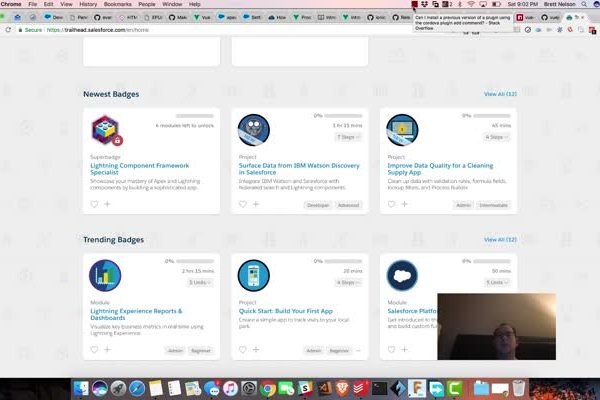 Chrome File Edit View History Bookmarks People Window Help
Sat 9:02 PM Brett Nelson
Can I install a previous version of a plugin using
the cordova plugin add comment? - Stack
Overflow
Secure https://trailhead.salesforce.com/en/home
Newest Badges View All (12)
6 modules left to unlock
Superbadge
Lightning Component Framework
Specialist
Showcase your mastery of Apex and Lightning
components by building a sophisticated app.
0%
1 hr 15 mins
7 Steps
Project
Surface Data from IBM Watson Discovery
in Salesforce
Integrate IBM Watson and Salesforce with
federated search and Lightning components.
Developer Advanced
0%
45 mins
4 Steps
Project
Improve Data Quality for a Cleaning
Supply App
Clean up data with validation rules, formula fields,
lookup filters, and Process Builder.
Admin Intermediate
Trending Badges View All (12)
0%
2 hrs 15 mins
3 Units
Module
Lightning Experience Reports &
Dashboards
Visualize key business metrics in real-time using
Lightning Experience.
Admin Beginner
0%
20 mins
4 Steps
Project
Quick Start: Build Your First App
Create a simple app to track visits to your local
park.
Admin Beginner ...
0%
50 mins
5 Units
Module
Salesforce Platfo
Get introduced to the
and build custom fu